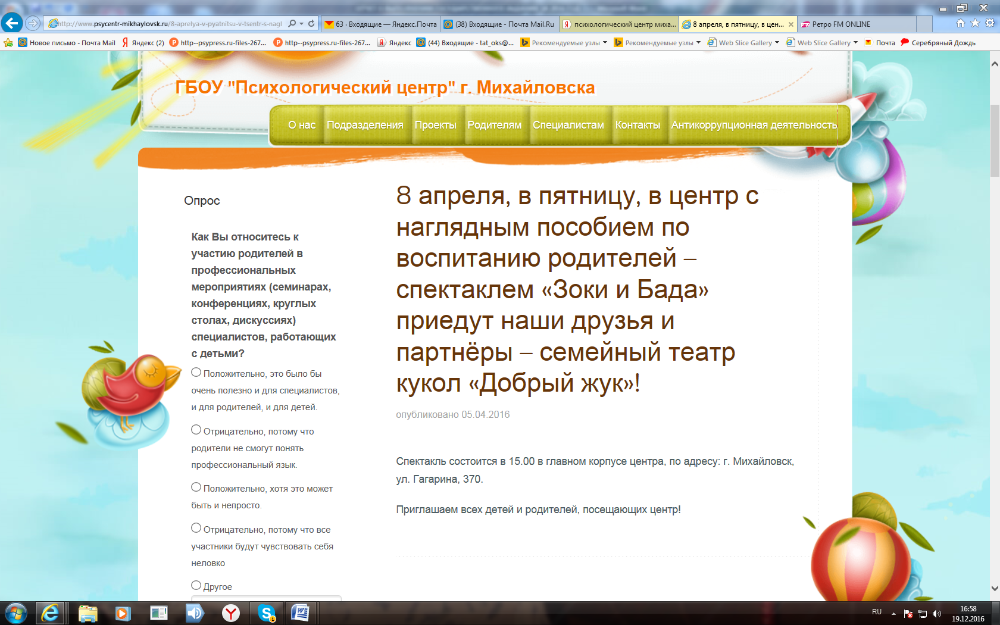 http://www.psycentr-mikhaylovsk.ru/8-aprelya-v-pyatnitsu-v-tsentr-s-nagl
63 · Входящие — Яндекс.Почта
(38) Входящие - Почта Mail.Ru
психологический центр миха...
8 апреля, в пятницу, в цен...
Ретро FM ONLINE
Новое письмо - Почта Mail
Яндекс (2)
http--psypress.ru-files-267...
http--psypress.ru-files-267...
Яндекс
(44) Входящие - tat_oks@...
Рекомендуемые узлы
Рекомендуемые узлы
Web Slice Gallery
Web Slice Gallery
Почта
Серебряный Дождь
ГБОУ "Психологический центр" г. Михайловска
О нас
Подразделения
Проекты
Родителям
Специалистам
Контакты
Антикоррупционная деятельность
Опрос
Как Вы относитесь к
участию родителей в
профессиональных
мероприятиях (семинарах,
конференциях, круглых
столах, дискуссиях)
специалистов, работающих
с детьми?
Положительно, это было бы
очень полезно и для специалистов,
и для родителей, и для детей.
Отрицательно, потому что
родители не смогут понять
профессиональный язык.
Положительно, хотя это может
быть и непросто.
Отрицательно, потому что все
участники будут чувствовать себя
неловко
Другое
8 апреля, в пятницу, в центр с
наглядным пособием по
воспитанию родителей –
спектаклем «Зоки и Бада»
приедут наши друзья и
партнёры – семейный театр
кукол «Добрый жук»!
опубликовано 05.04.2016
Спектакль состоится в 15.00 в главном корпусе центра, по адресу: г. Михайловск,
ул. Гагарина, 370.
Приглашаем всех детей и родителей, посещающих центр!
RU
16:58
19.12.2016